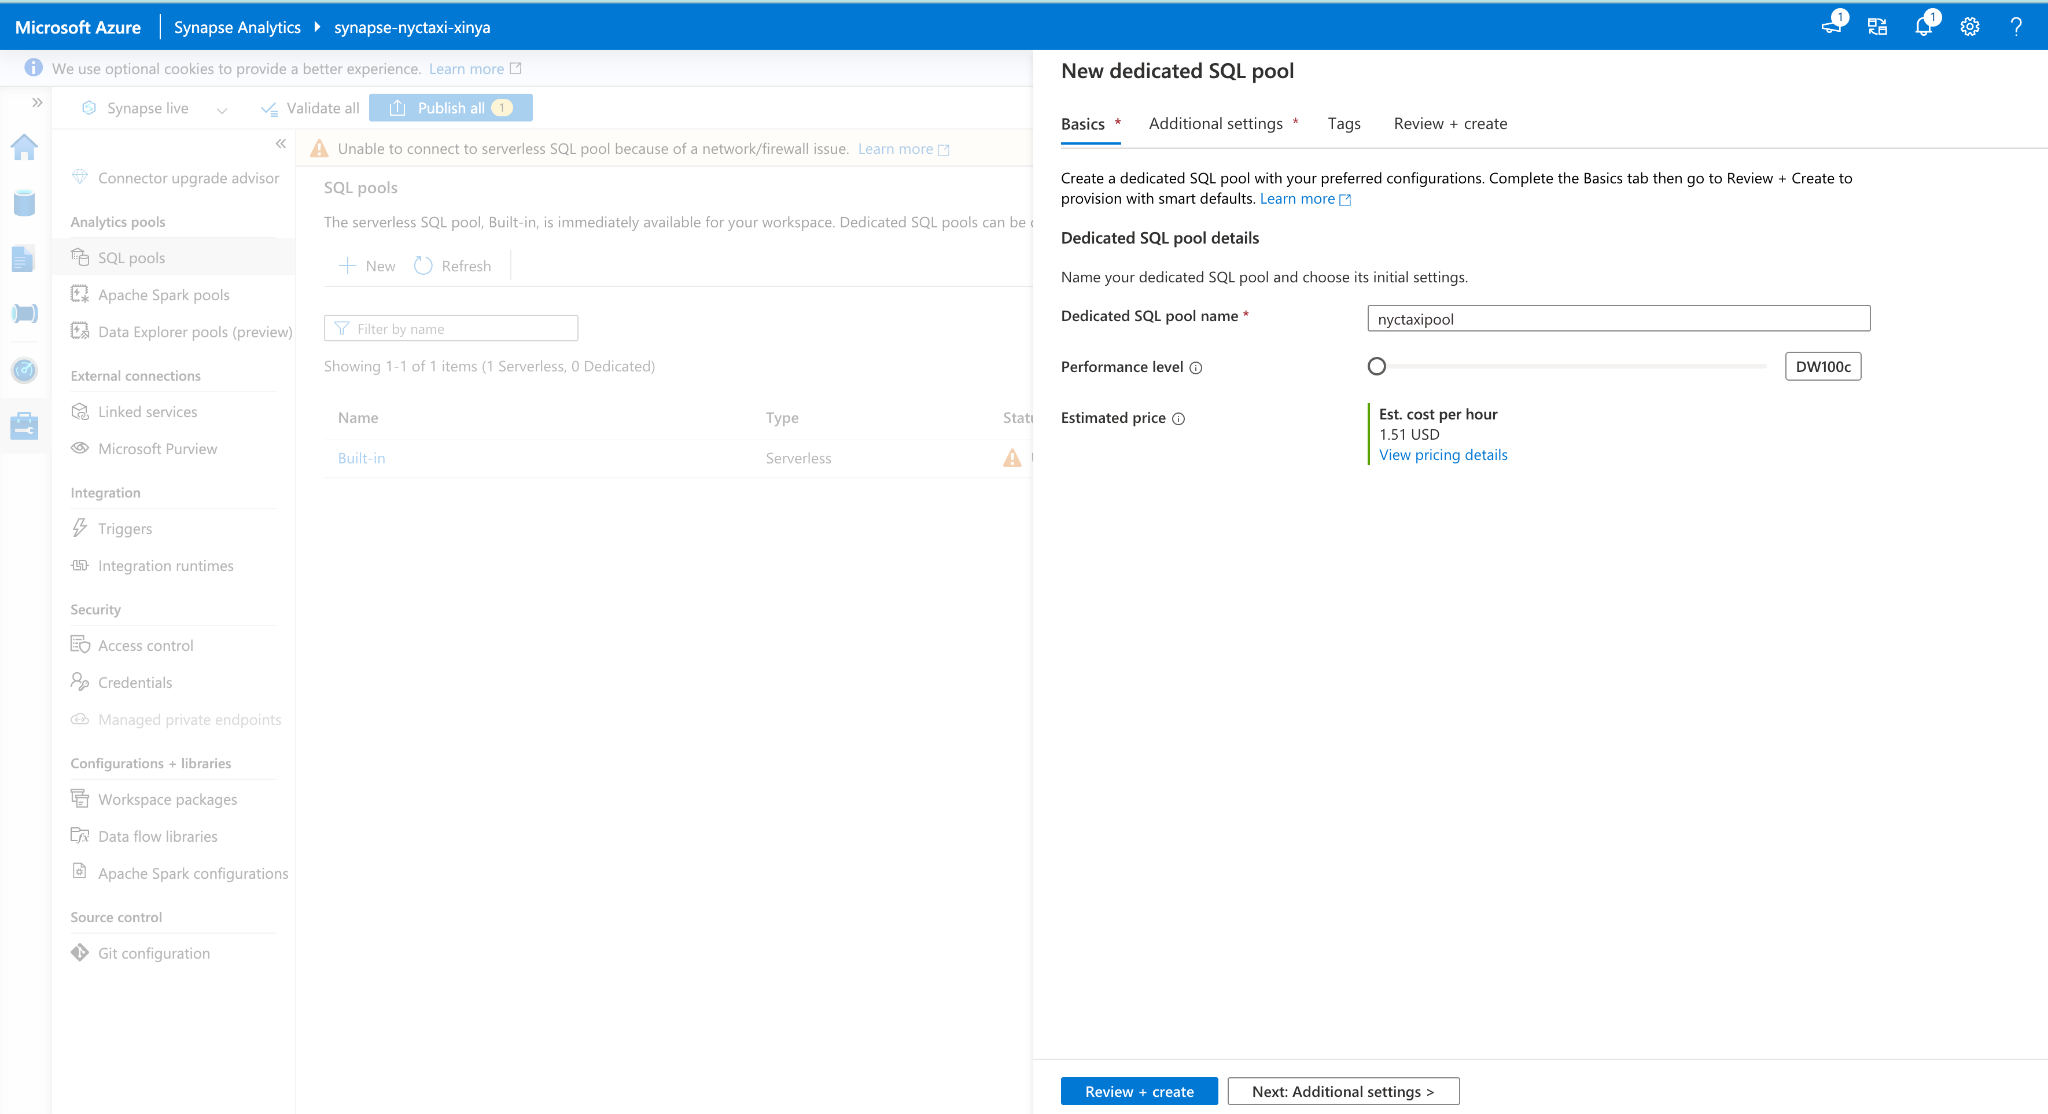 Microsoft Azure
Synapse Analytics
synapse-nyctaxi-xinya
1
1
We use optional cookies to provide a better experience. Learn more
Synapse live
Validate all
Publish all 1
Connector upgrade advisor
Analytics pools
SQL pools
Apache Spark pools
Data Explorer pools (preview)
External connections
Linked services
Microsoft Purview
Integration
Triggers
Integration runtimes
Security
Access control
Credentials
Managed private endpoints
Configurations + libraries
Workspace packages
Data flow libraries
Apache Spark configurations
Source control
Git configuration
Unable to connect to serverless SQL pool because of a network/firewall issue. Learn more
SQL pools
The serverless SQL pool, Built-in, is immediately available for your workspace. Dedicated SQL pools can be
New
Refresh
Filter by name
Showing 1-1 of 1 items (1 Serverless, 0 Dedicated)
Name Type
Built-in Serverless
New dedicated SQL pool
Basics * Additional settings * Tags Review + create
Create a dedicated SQL pool with your preferred configurations. Complete the Basics tab then go to Review + Create to
provision with smart defaults. Learn more
Dedicated SQL pool details
Name your dedicated SQL pool and choose its initial settings.
Dedicated SQL pool name * nyctaxipool
Performance level DW100c
Estimated price
Est. cost per hour
1.51 USD
View pricing details
Review + create
Next: Additional settings >